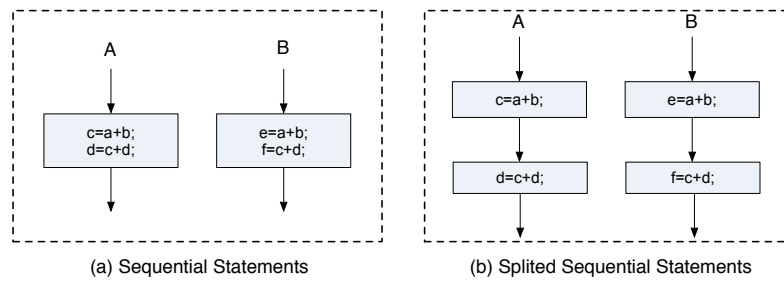 A
B
c=a+b;
d=c+d;
e=a+b;
f=c+d;
(a) Sequential Statements
A
B
c=a+b;
e=a+b;
d=c+d;
f=c+d;
(b) Splited Sequential Statements